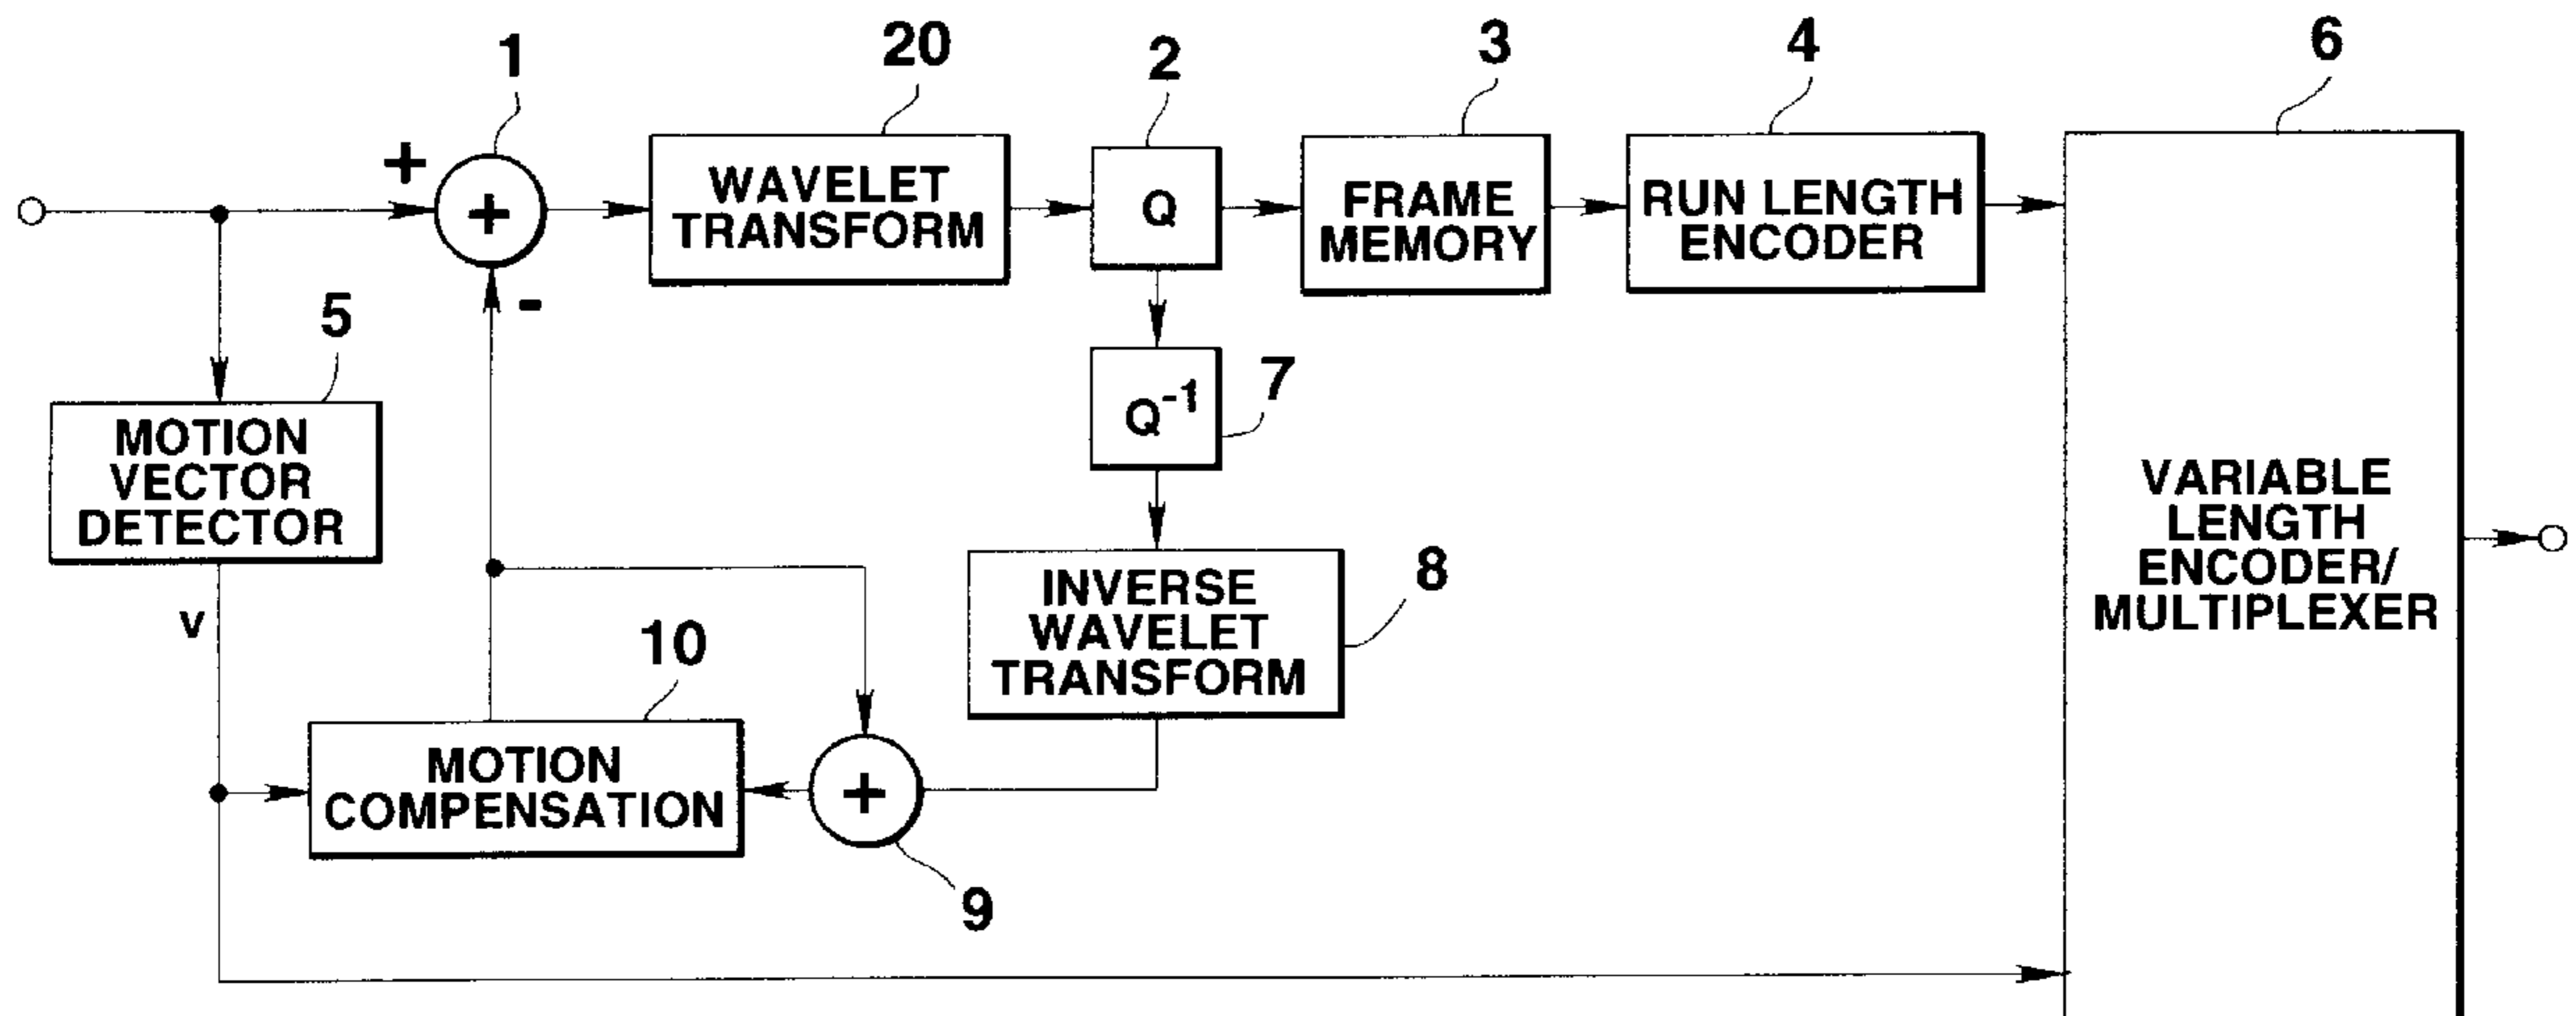 1
20
2
3
4
6
+
+
WAVELET
TRANSFORM
Q
FRAME
MEMORY
RUN LENGTH
ENCODER
-
5
MOTION
VECTOR
DETECTOR
Q-1
7
VARIABLE
LENGTH
ENCODER/
MULTIPLEXER
INVERSE
WAVELET
TRANSFORM
8
v
10
MOTION
COMPENSATION
+
9